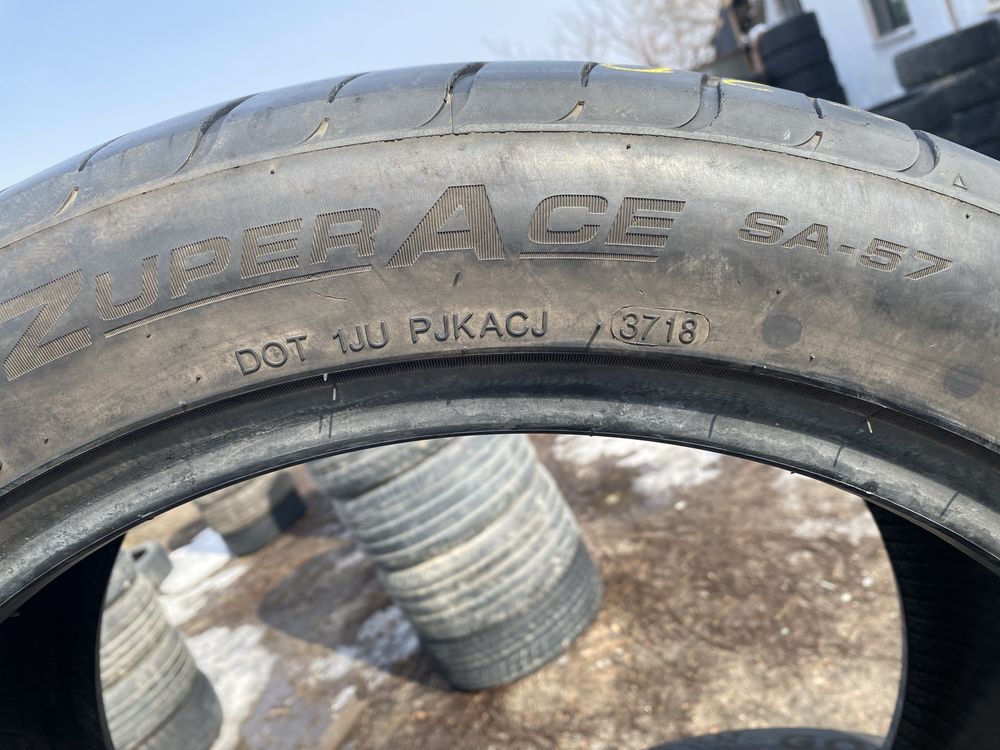 ZUPERACE SA-57
DOT 1JU PJKACJ 3718